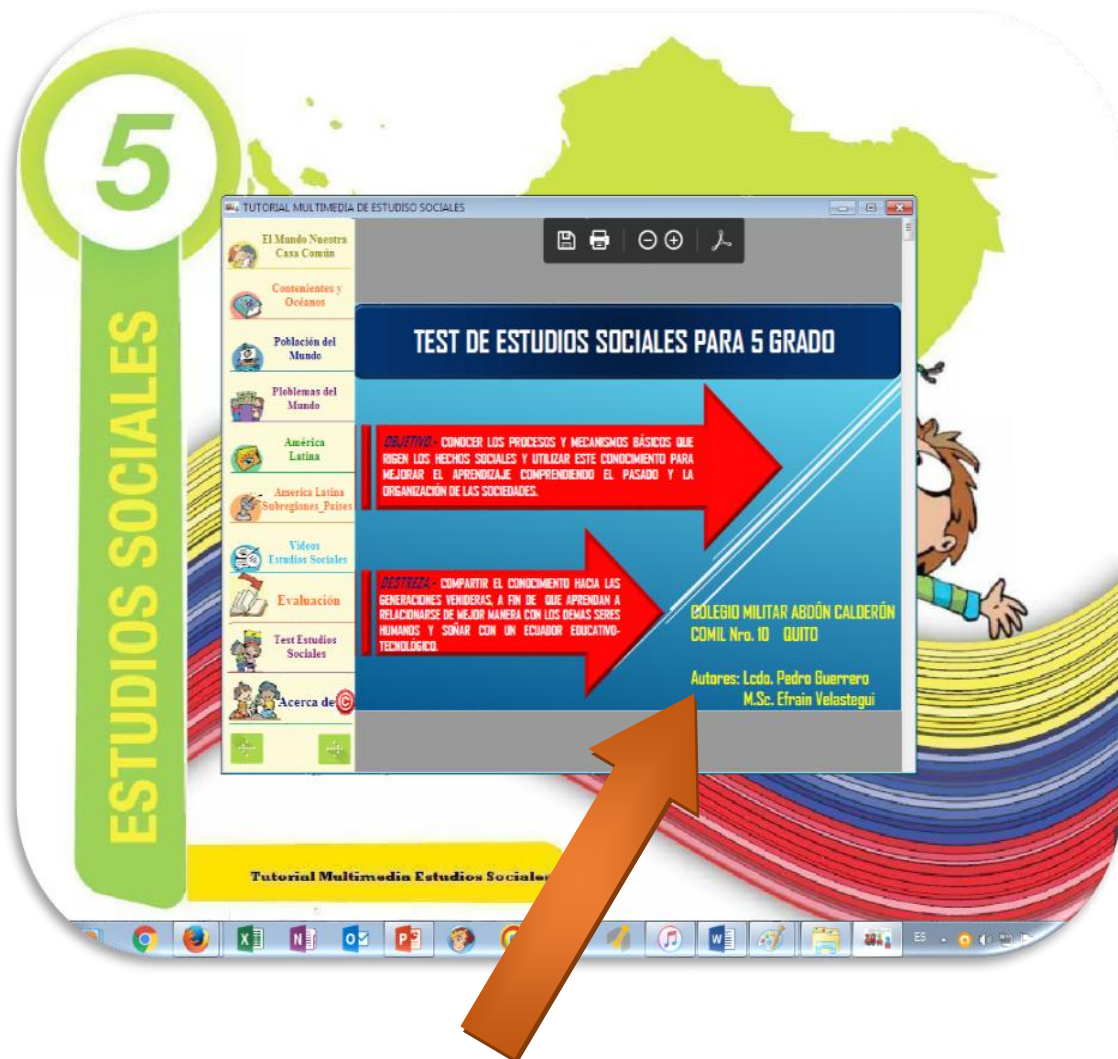 5
ESTUDIOS SOCIALES
TUTORIAL MULTIMEDIA DE ESTUDISO SOCIALES
El Mundo Nuestra
Casa Común
Contenientes y
Océanos
Población del
Mundo
Ploblemas del
Mundo
América
Latina
America Latina
Subregiones_Paises
Videos
Estudios Sociales
Evaluación
Test Estudios
Sociales
Acerca de ©
TEST DE ESTUDIOS SOCIALES PARA 5 GRADO
OBJETIVO.- CONOCER LOS PROCESOS Y MECANISMOS BÁSICOS QUE
RIGEN LOS HECHOS SOCIALES Y UTILIZAR ESTE CONOCIMIENTO PARA
MEJORAR EL APRENDIZAJE COMPRENDIENDO EL PASADO Y LA
ORGANIZACIÓN DE LAS SOCIEDADES.
DESTREZA.- COMPARTIR EL CONOCIMIENTO HACIA LAS
GENERACIONES VENIDERAS, A FIN DE QUE APRENDAN A
RELACIONARSE DE MEJOR MANERA CON LOS DEMAS SERES
HUMANOS Y SOÑAR CON UN ECUADOR EDUCATIVO-
TECNOLÓGICO.
COLEGIO MILITAR ABDÓN CALDERÓN
COMIL Nro. 10 QUITO
Autores: Lcdo. Pedro Guerrero
M.Sc. Efrain Velastegui
Tutorial Multimedia Estudios Sociales
ES